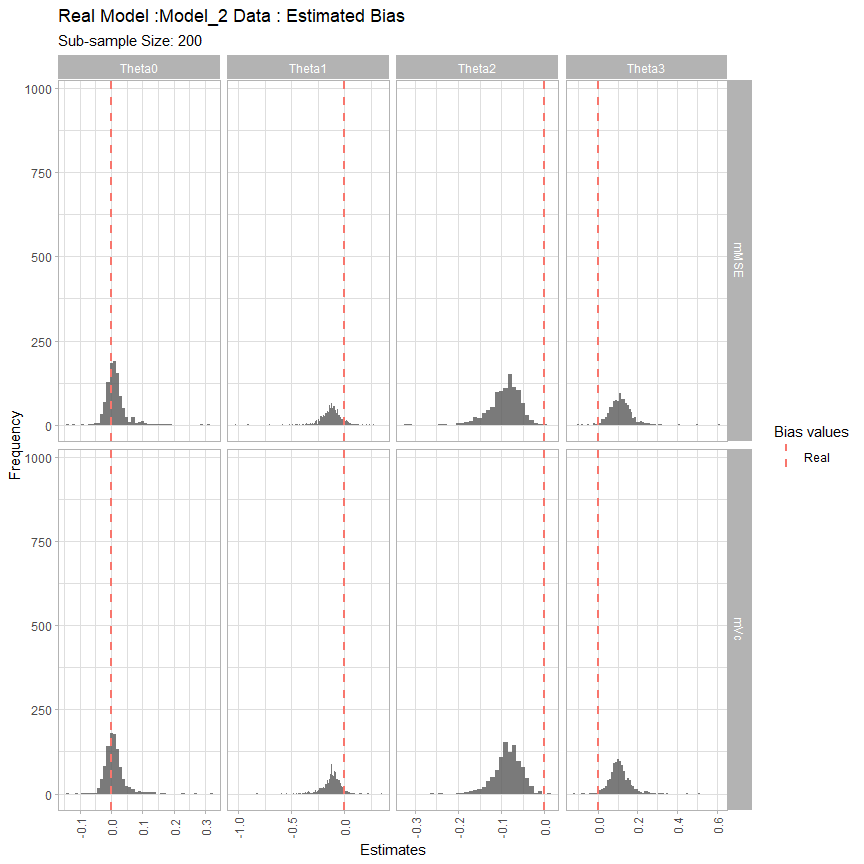 Real Model :Model_2 Data : Estimated Bias
Sub-sample Size: 200
Theta0 Theta1 Theta2 Theta3
1000
750
500
250
0
mMSE
Frequency
Bias values
Real
1000
750
500
250
0
mVc
-0.1 0.0 0.1 0.2 0.3 -1.0 -0.5 0.0 -0.3 -0.2 -0.1 0.0 0.0 0.2 0.4 0.6
Estimates